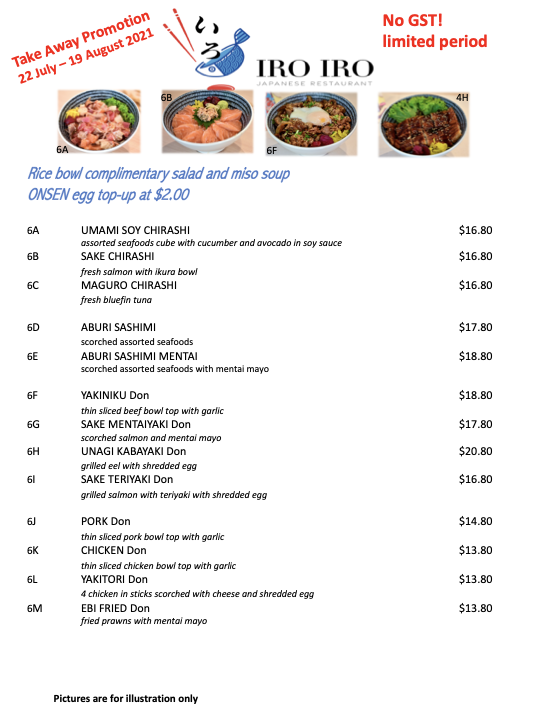 Take Away Promotion
22 July – 19 August 2021
いろ
IRO IRO
JAPANESE RESTAURANT
No GST!
limited period
6A
6B
6F
4H
Rice bowl complimentary salad and miso soup
ONSEN egg top-up at $2.00
6A UMAMI SOY CHIRASHI $16.80
assorted seafoods cube with cucumber and avocado in soy sauce
6B SAKE CHIRASHI $16.80
fresh salmon with ikura bowl
6C MAGURO CHIRASHI $16.80
fresh bluefin tuna
6D ABURI SASHIMI $17.80
scorched assorted seafoods
6E ABURI SASHIMI MENTAI $18.80
scorched assorted seafoods with mentai mayo
6F YAKINIKU Don $18.80
thin sliced beef bowl top with garlic
6G SAKE MENTAIYAKI Don $17.80
scorched salmon and mentai mayo
6H UNAGI KABAYAKI Don $20.80
grilled eel with shredded egg
6I SAKE TERIYAKI Don $16.80
grilled salmon with teriyaki with shredded egg
6J PORK Don $14.80
thin sliced pork bowl top with garlic
6K CHICKEN Don $13.80
thin sliced chicken bowl top with garlic
6L YAKITORI Don $13.80
4 chicken in sticks scorched with cheese and shredded egg
6M EBI FRIED Don $13.80
fried prawns with mentai mayo
Pictures are for illustration only